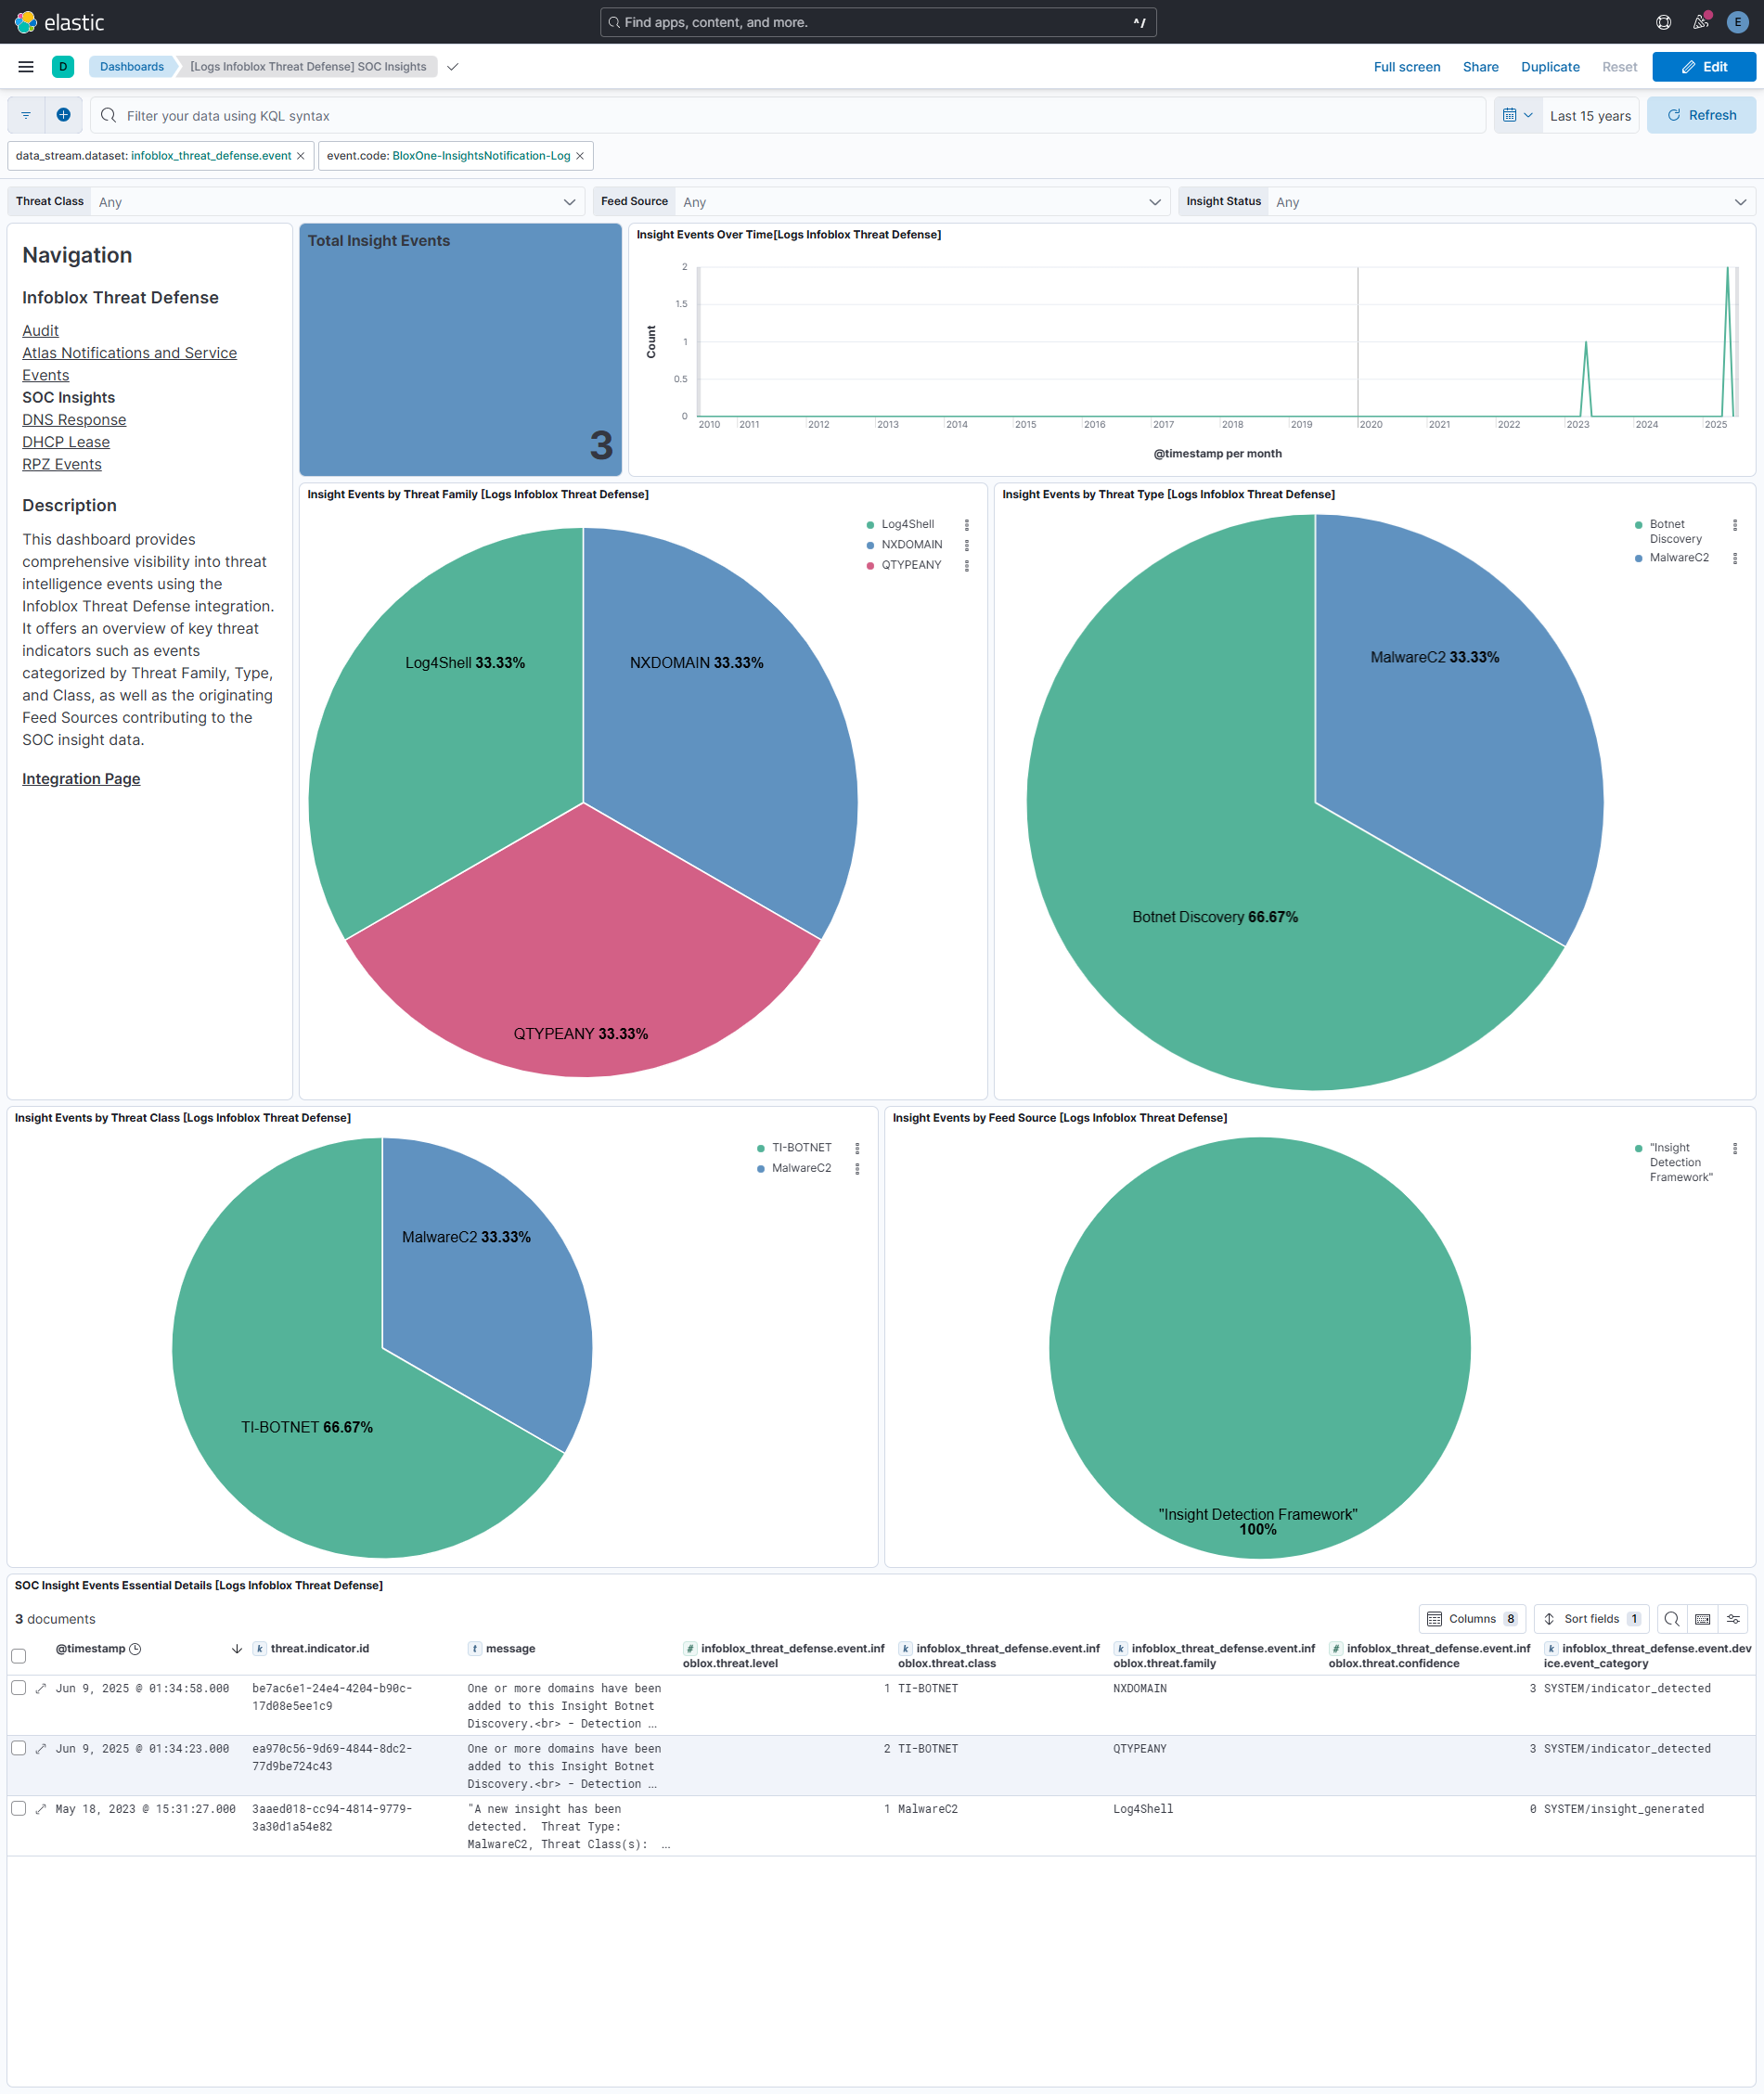 elastic
Find apps, content, and more.
^/
E
D
Dashboards
[Logs Infoblox Threat Defense] SOC Insights
Full screen
Share
Duplicate
Reset
Edit
Filter your data using KQL syntax
Last 15 years
Refresh
data_stream.dataset: infoblox_threat_defense.event
event.code: BloxOne-InsightsNotification-Log
Threat Class Any
Feed Source Any
Insight Status Any
Navigation
Infoblox Threat Defense
Audit
Atlas Notifications and Service
Events
SOC Insights
DNS Response
DHCP Lease
RPZ Events
Description
This dashboard provides
comprehensive visibility into threat
intelligence events using the
Infoblox Threat Defense integration.
It offers an overview of key threat
indicators such as events
categorized by Threat Family, Type,
and Class, as well as the originating
Feed Sources contributing to the
SOC insight data.
Integration Page
Total Insight Events
3
Insight Events Over Time[Logs Infoblox Threat Defense]
Count
2
1.5
1
0.5
0
2010 2011 2012 2013 2014 2015 2016 2017 2018 2019 2020 2021 2022 2023 2024 2025
@timestamp per month
Insight Events by Threat Family [Logs Infoblox Threat Defense]
Log4Shell
NXDOMAIN
QTYPEANY
Log4Shell 33.33%
NXDOMAIN 33.33%
QTYPEANY 33.33%
Insight Events by Threat Type [Logs Infoblox Threat Defense]
Botnet
Discovery
MalwareC2
MalwareC2 33.33%
Botnet Discovery 66.67%
Insight Events by Threat Class [Logs Infoblox Threat Defense]
TI-BOTNET
MalwareC2
MalwareC2 33.33%
TI-BOTNET 66.67%
Insight Events by Feed Source [Logs Infoblox Threat Defense]
"Insight
Detection
Framework"
"Insight Detection Framework"
100%
SOC Insight Events Essential Details [Logs Infoblox Threat Defense]
3 documents
Columns 8
Sort fields 1
@timestamp
k threat.indicator.id
t message
# infoblox_threat_defense.event.inf
oblox.threat.level
k infoblox_threat_defense.event.inf
oblox.threat.class
k infoblox_threat_defense.event.inf
oblox.threat.family
# infoblox_threat_defense.event.inf
oblox.threat.confidence
k infoblox_threat_defense.event.dev
ice.event_category
Jun 9, 2025 @ 01:34:58.000
be7ac6e1-24e4-4204-b90c-
17d08e5ee1c9
One or more domains have been
added to this Insight Botnet
Discovery.<br> - Detection ...
1
TI-BOTNET
NXDOMAIN
3
SYSTEM/indicator_detected
Jun 9, 2025 @ 01:34:23.000
ea970c56-9d69-4844-8dc2-
77d9be724c43
One or more domains have been
added to this Insight Botnet
Discovery.<br> - Detection ...
2
TI-BOTNET
QTYPEANY
3
SYSTEM/indicator_detected
May 18, 2023 @ 15:31:27.000
3aaed018-cc94-4814-9779-
3a30d1a54e82
"A new insight has been
detected. Threat Type:
MalwareC2, Threat Class(s): ...
1
MalwareC2
Log4Shell
0
SYSTEM/insight_generated